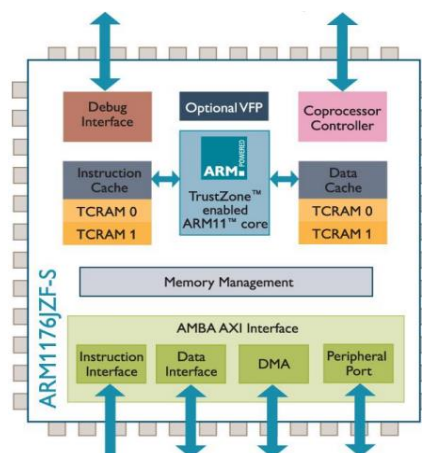 Debug
Interface
Optional VFP
Coprocessor
Controller
Instruction
Cache
TCRAM 0
TCRAM 1
ARM POWERED
TrustZone™
enabled
ARM11™ core
Data
Cache
TCRAM 0
TCRAM 1
Memory Management
ARM1176JZF-S
AMBA AXI Interface
Instruction
Interface
Data
Interface
DMA
Peripheral
Port